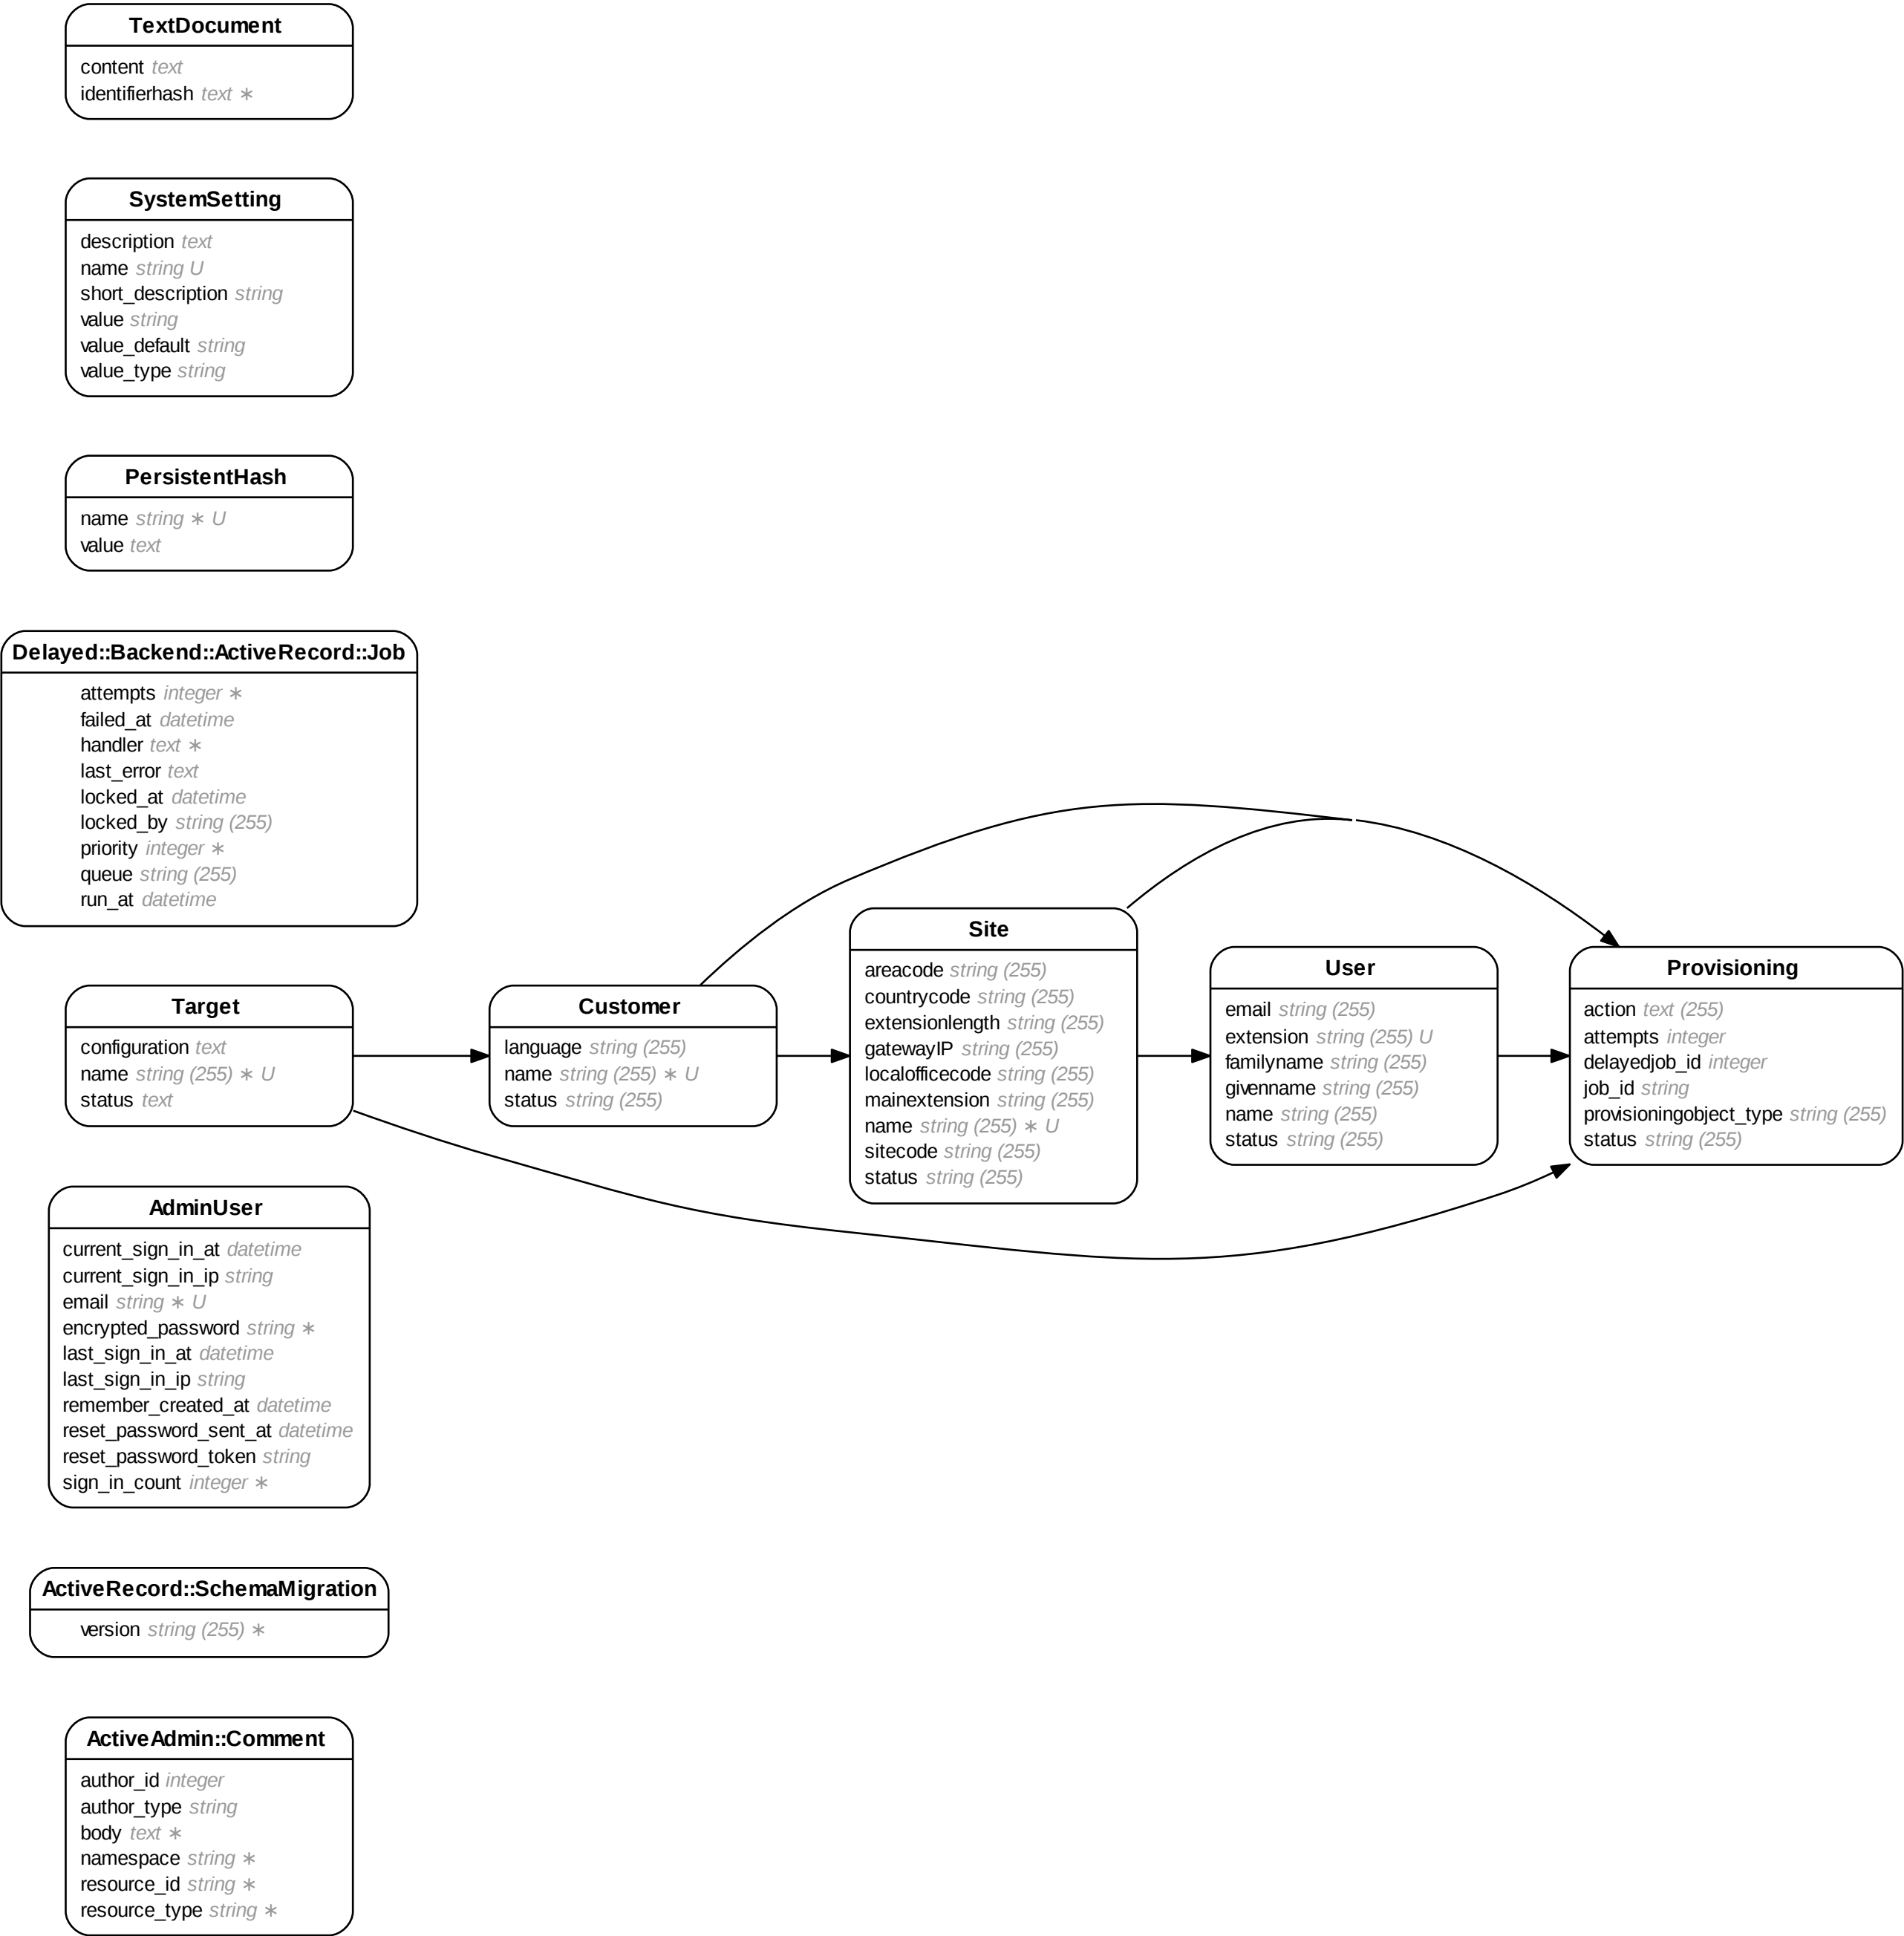 TextDocument
content text
identifierhash text ∗
SystemSetting
description text
name string U
short_description string
value string
value_default string
value_type string
PersistentHash
name string ∗ U
value text
Delayed::Backend::ActiveRecord::Job
attempts integer ∗
failed_at datetime
handler text ∗
last_error text
locked_at datetime
locked_by string (255)
priority integer ∗
queue string (255)
run_at datetime
Target
configuration text
name string (255) ∗ U
status text
Customer
language string (255)
name string (255) ∗ U
status string (255)
Site
areacode string (255)
countrycode string (255)
extensionlength string (255)
gatewayIP string (255)
localofficecode string (255)
mainextension string (255)
name string (255) ∗ U
sitecode string (255)
status string (255)
User
email string (255)
extension string (255) U
familyname string (255)
givenname string (255)
name string (255)
status string (255)
Provisioning
action text (255)
attempts integer
delayedjob_id integer
job_id string
provisioningobject_type string (255)
status string (255)
AdminUser
current_sign_in_at datetime
current_sign_in_ip string
email string ∗ U
encrypted_password string ∗
last_sign_in_at datetime
last_sign_in_ip string
remember_created_at datetime
reset_password_sent_at datetime
reset_password_token string
sign_in_count integer ∗
ActiveRecord::SchemaMigration
version string (255) ∗
ActiveAdmin::Comment
author_id integer
author_type string
body text ∗
namespace string ∗
resource_id string ∗
resource_type string ∗